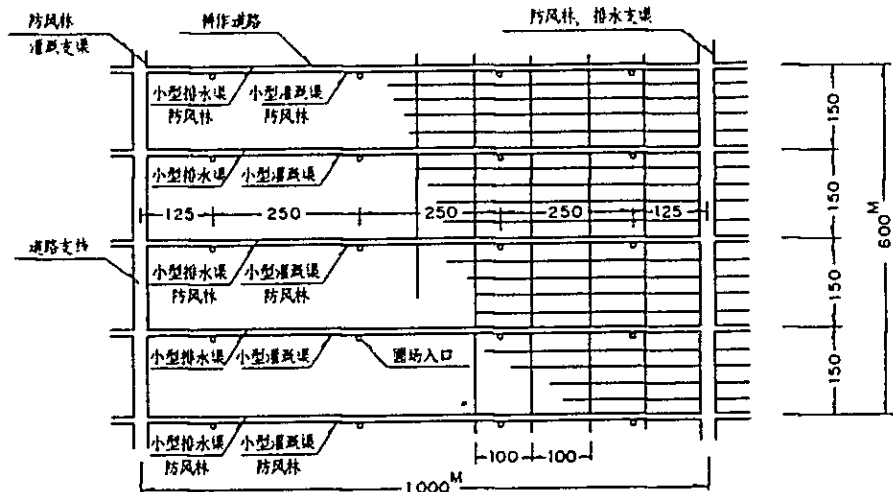 防风林
灌溉支渠
耕作道路
防风林、排水支渠
小型排水渠
防风林
小型灌溉渠
防风林
小型排水渠
小型灌溉渠
125
250
250
250
125
道路支线
小型排水渠
防风林
小型灌溉渠
防风林
小型排水渠
小型灌溉渠
圃场入口
小型排水渠
防风林
小型灌溉渠
防风林
100
100
1000M
150
150
150
150
600M